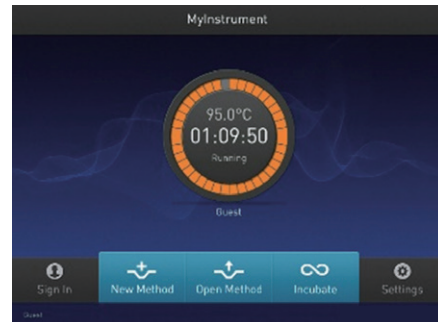 MyInstrument
95.0°C
01:09:50
Running
Guest
Sign In
New Method
Open Method
Incubate
Settings
Guest